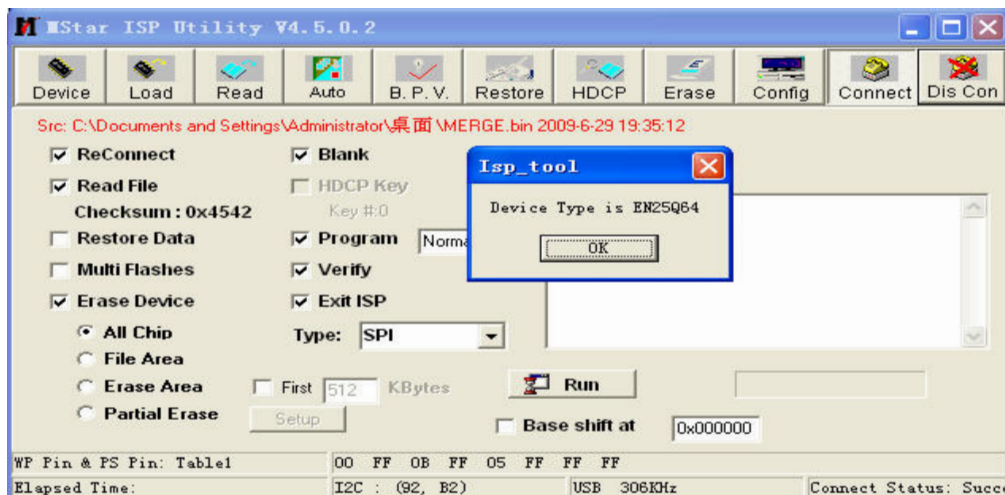 MStar ISP Utility V4.5.0.2
Device Load Read Auto B. P. V. Restore HDCP Erase Config Connect Dis Con
Src: C:\Documents and Settings\Administrator\桌面\MERGE.bin 2009-6-29 19:35:12
ReConnect Blank
Isp_tool
Read File HDCP Key
Device Type is EN25Q64
Checksum : 0x4542 Key #:0
Restore Data Program Norma
OK
Multi Flashes Verify
Erase Device Exit ISP
All Chip Type: SPI
File Area
Erase Area First 512 KBytes Run
Partial Erase Setup
Base shift at 0x000000
WP Pin & PS Pin: Table1 00 FF 0B FF 05 FF FF FF
Elapsed Time: I2C : (92, B2) USB 306KHz Connect Status: Succe